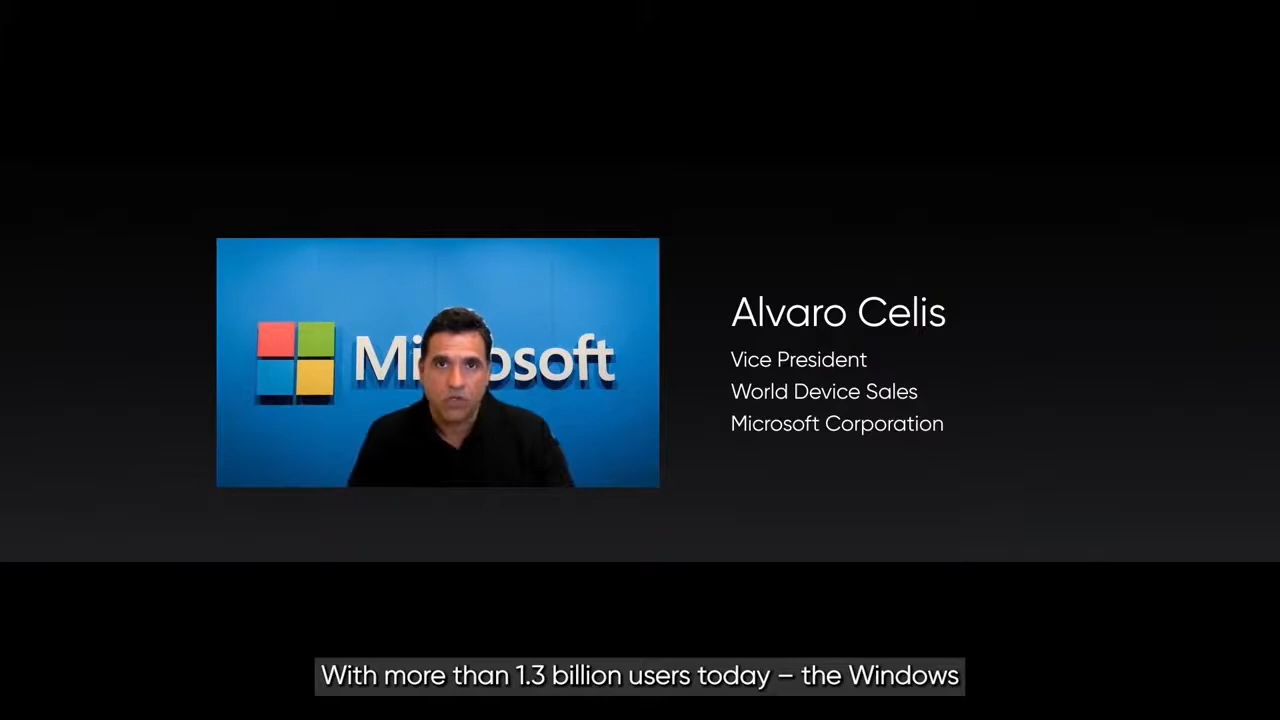 Microsoft
Alvaro Celis
Vice President
World Device Sales
Microsoft Corporation
With more than 1.3 billion users today – the Windows